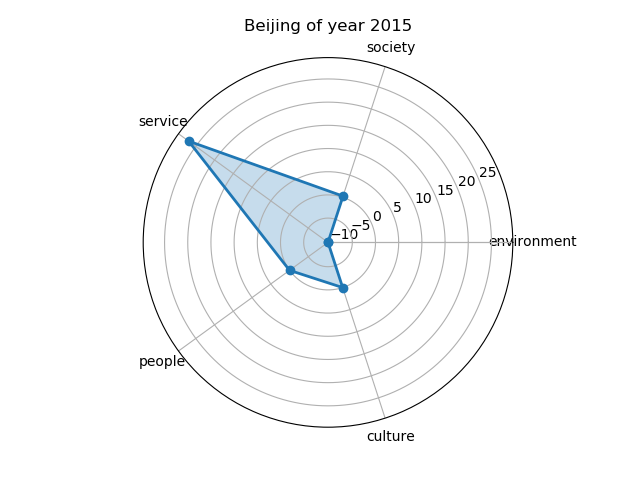 Beijing of year 2015
society
service
25
20
15
10
5
0
−5
−10
environment
people
culture